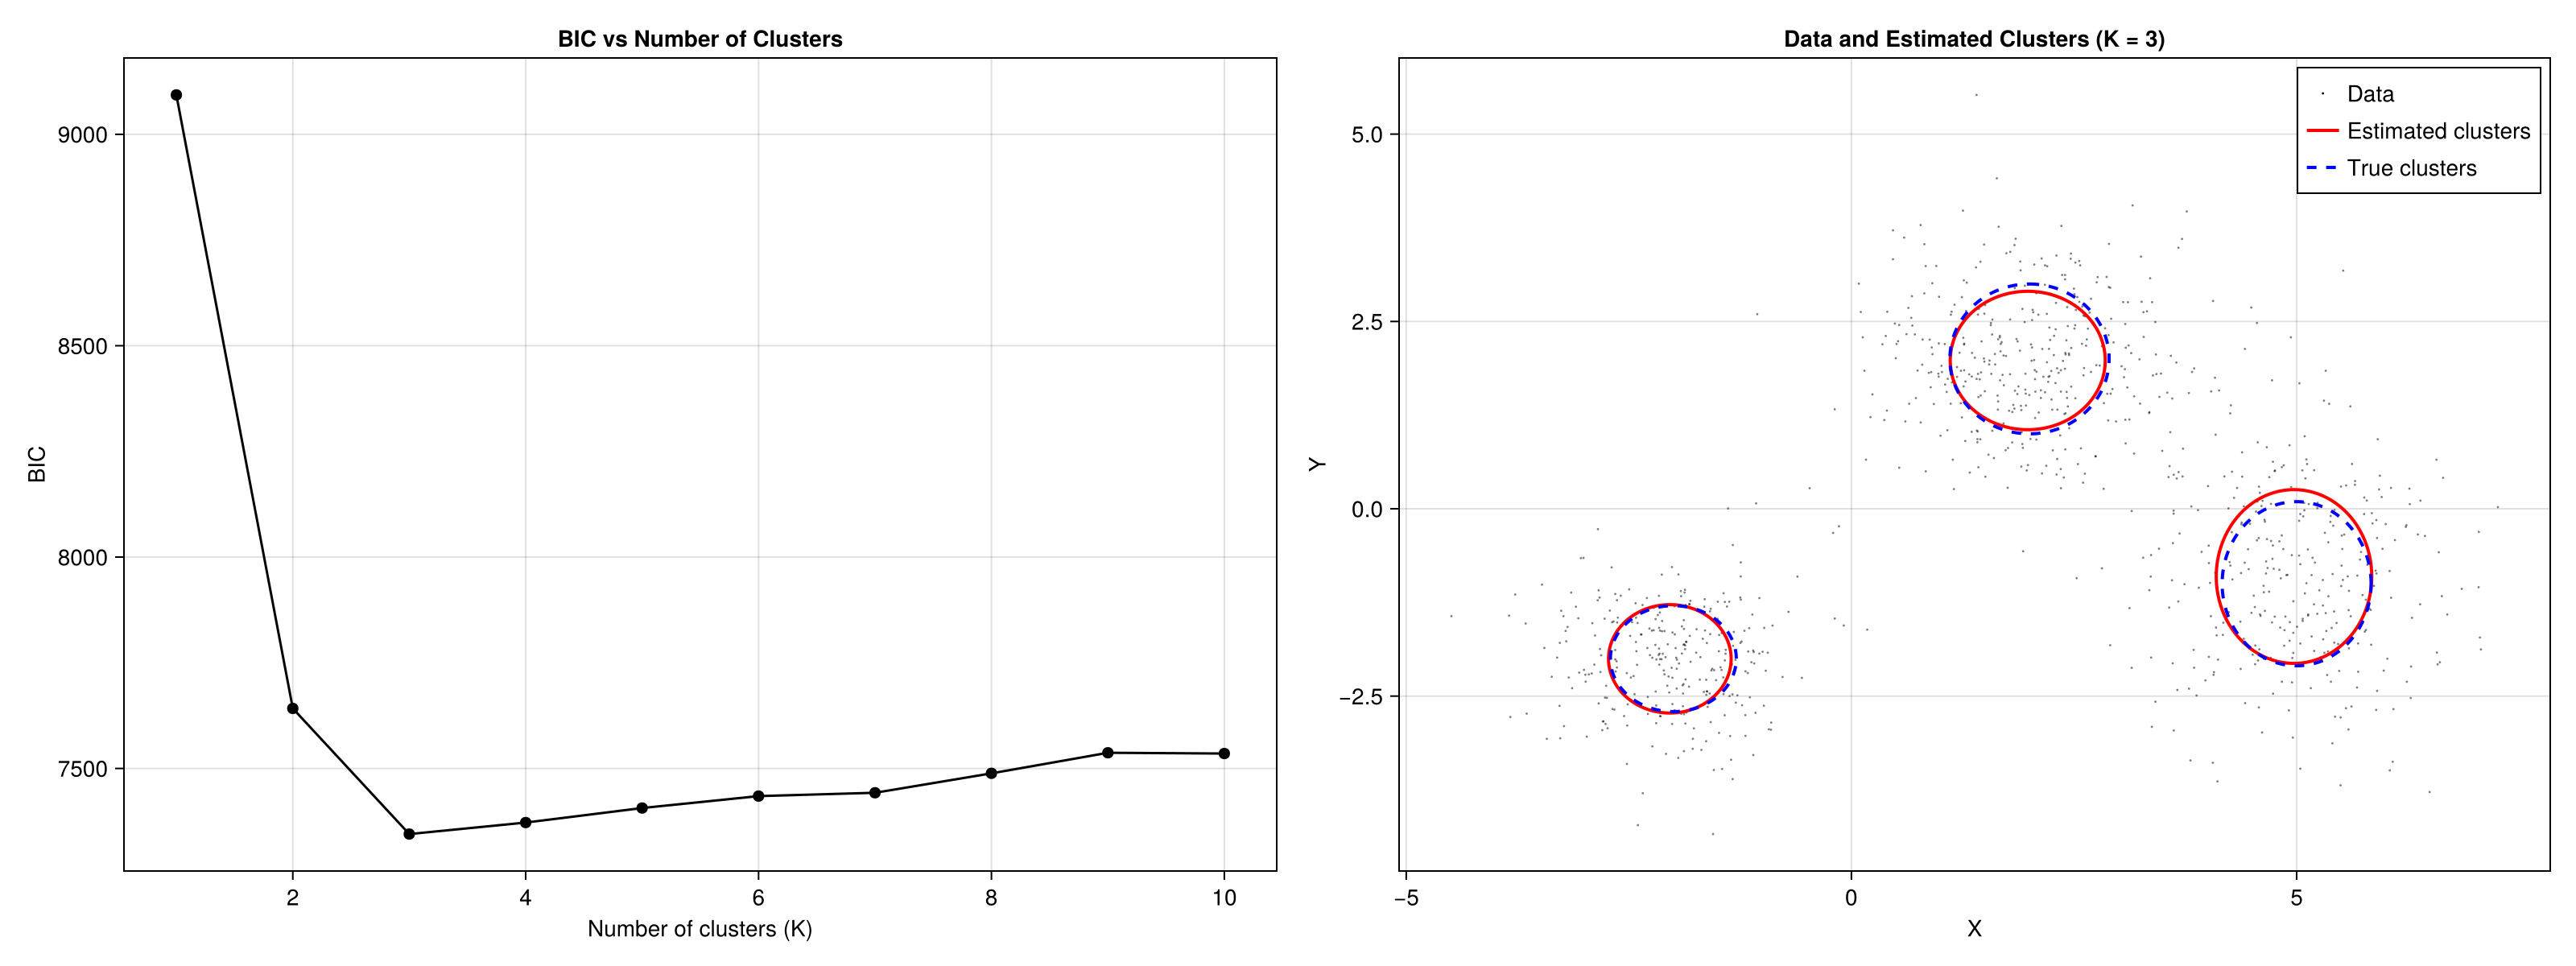 BIC vs Number of Clusters
9000
8500
8000
7500
BIC
2 4 6 8 10
Number of clusters (K)
Data and Estimated Clusters (K = 3)
Data
Estimated clusters
True clusters
5.0
2.5
0.0
−2.5
Y
−5 0 5
X